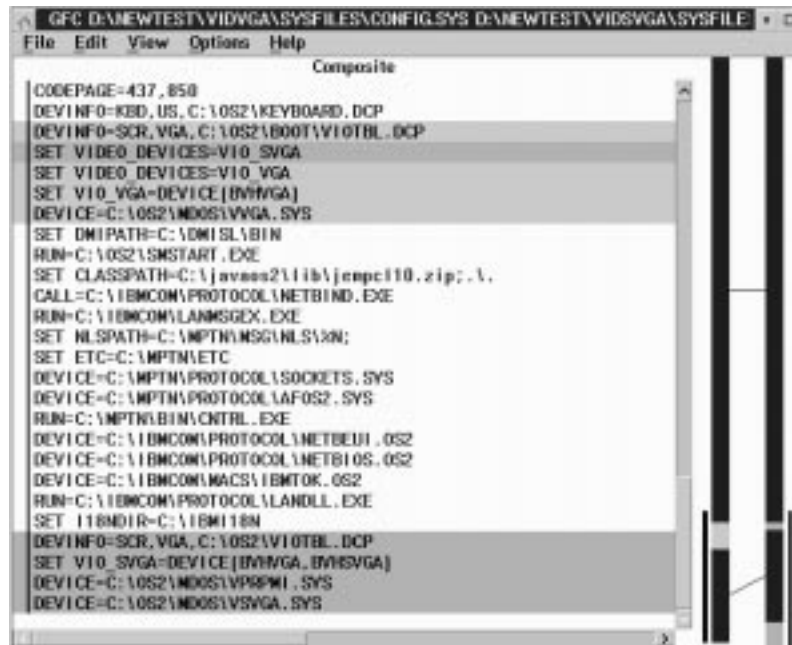 GFC D:\NEWTEST\VIDVGA\SYSFILES\CONFIG.SYS D:\NEWTEST\VIDSVGA\SYSFILE
File Edit View Options Help
Composite
CODEPAGE=437,850
DEVINFO=KBD,US,C:\OS2\KEYBOARD.DCP
DEVINFO=SCR,VGA,C:\OS2\BOOT\VIOTBL.DCP
SET VIDEO_DEVICES=VIO_SVGA
SET VIDEO_DEVICES=VIO_VGA
SET VIO_VGA=DEVICE(BVHVGA)
DEVICE=C:\OS2\MDOS\VVGA.SYS
SET DMIPATH=C:\DMISL\BIN
RUN=C:\OS2\SMSTART.EXE
SET CLASSPATH=C:\javaos2\lib\jempcl10.zip;.\.
CALL=C:\IBMCOM\PROTOCOL\NETBIND.EXE
RUN=C:\IBMCOM\LANMSGEX.EXE
SET NLSPATH=C:\MPTN\MSG\NLS\%N;
SET ETC=C:\MPTN\ETC
DEVICE=C:\MPTN\PROTOCOL\SOCKETS.SYS
DEVICE=C:\MPTN\PROTOCOL\AFOS2.SYS
RUN=C:\MPTN\BIN\CNTRL.EXE
DEVICE=C:\IBMCOM\PROTOCOL\NETBEUI.OS2
DEVICE=C:\IBMCOM\PROTOCOL\NETBIOS.OS2
DEVICE=C:\IBMCOM\MACS\IBMTOK.OS2
RUN=C:\IBMCOM\PROTOCOL\LANDLL.EXE
SET I18NDIR=C:\IBMI18N
DEVINFO=SCR,VGA,C:\OS2\VIOTBL.DCP
SET VIO_SVGA=DEVICE(BVHVGA,BVHSVGA)
DEVICE=C:\OS2\MDOS\VPRPMI.SYS
DEVICE=C:\OS2\MDOS\VSVGA.SYS